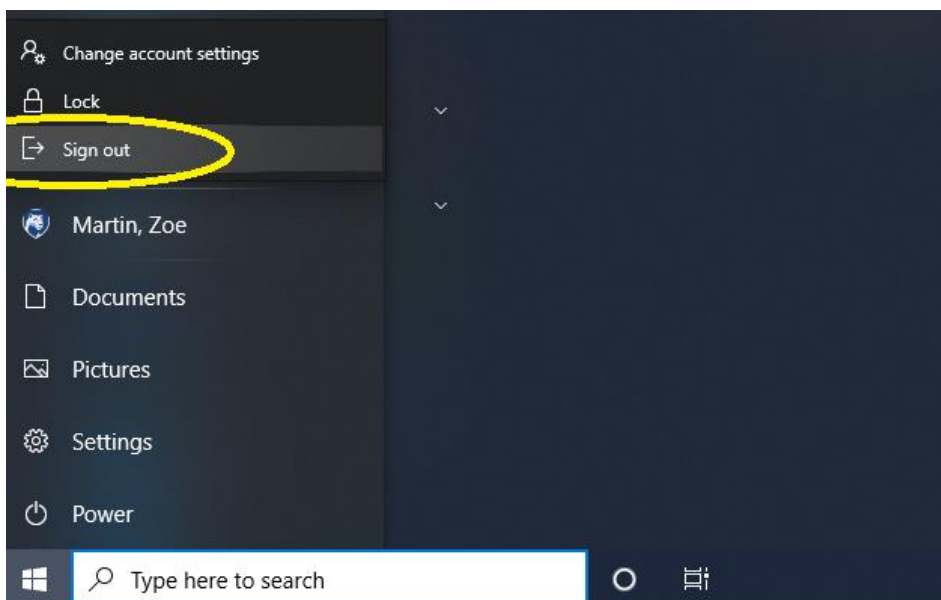 Change account settings
Lock
Sign out
Martin, Zoe
Documents
Pictures
Settings
Power
Type here to search